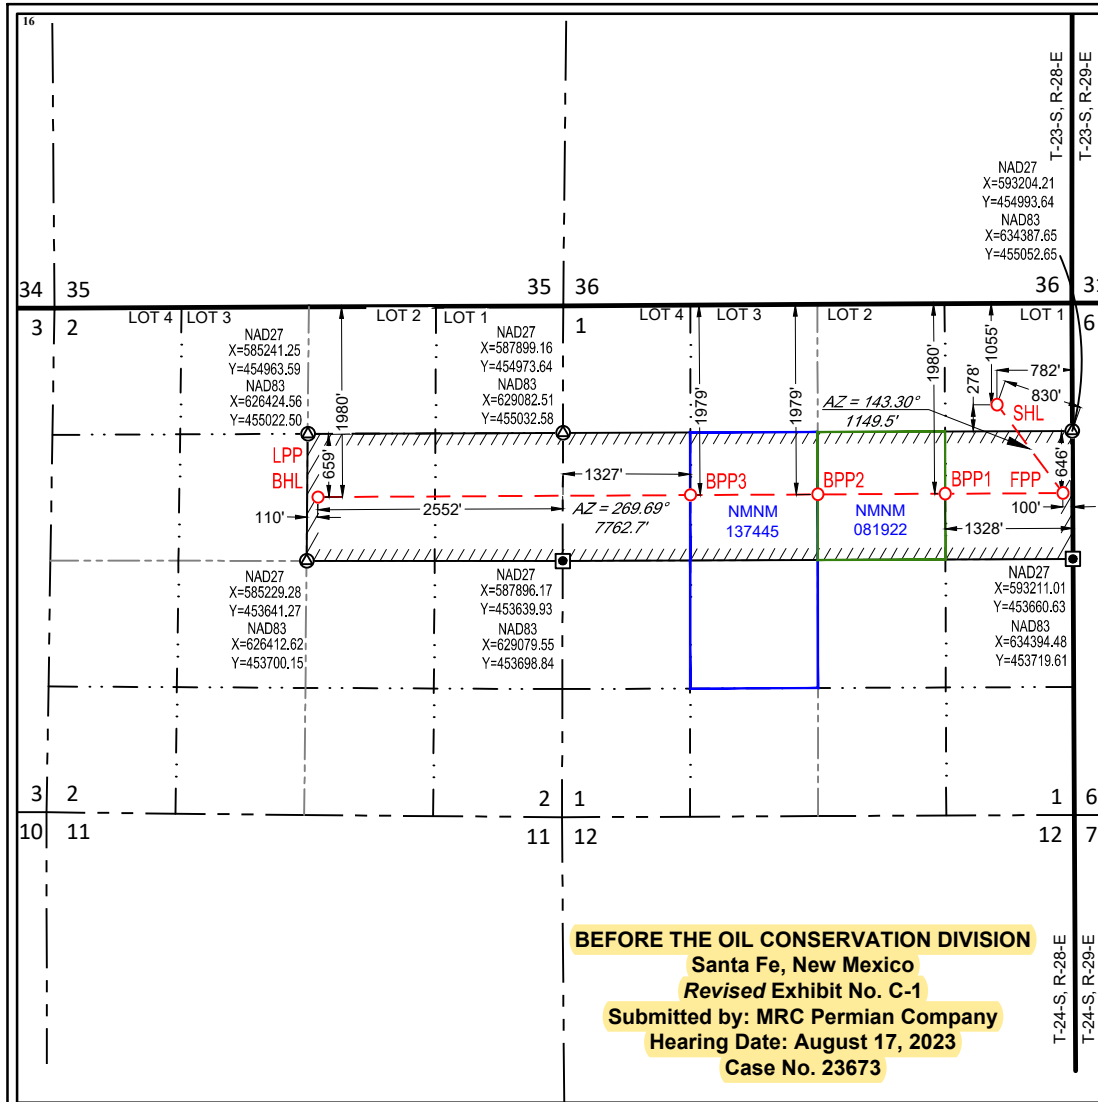 16
T-23-S, R-28-E
T-23-S, R-29-E
NAD27
X=593204.21
Y=454993.64
NAD83
X=634387.65
Y=455052.65
34
35
35
36
36
3
2
LOT 4
LOT 3
LOT 2
LOT 1
1
LOT 4
LOT 3
LOT 2
LOT 1
6
NAD27
X=585241.25
Y=454963.59
NAD83
X=626424.56
Y=455022.50
1980'
NAD27
X=587899.16
Y=454973.64
NAD83
X=629082.51
Y=455032.58
1979'
1979'
1980'
1055'
278'
782'
830'
SHL
AZ = 143.30°
1149.5'
646'
LPP
BHL
659'
1327'
BPP3
BPP2
BPP1
FPP
110'
2552'
AZ = 269.69°
7762.7'
NMNM
137445
NMNM
081922
100'
1328'
NAD27
X=585229.28
Y=453641.27
NAD83
X=626412.62
Y=453700.15
NAD27
X=587896.17
Y=453639.93
NAD83
X=629079.55
Y=453698.84
NAD27
X=593211.01
Y=453660.63
NAD83
X=634394.48
Y=453719.61
3
2
2
1
1
6
10
11
11
12
12
7
BEFORE THE OIL CONSERVATION DIVISION
Santa Fe, New Mexico
Revised Exhibit No. C-1
Submitted by: MRC Permian Company
Hearing Date: August 17, 2023
Case No. 23673
T-24-S, R-28-E
T-24-S, R-29-E